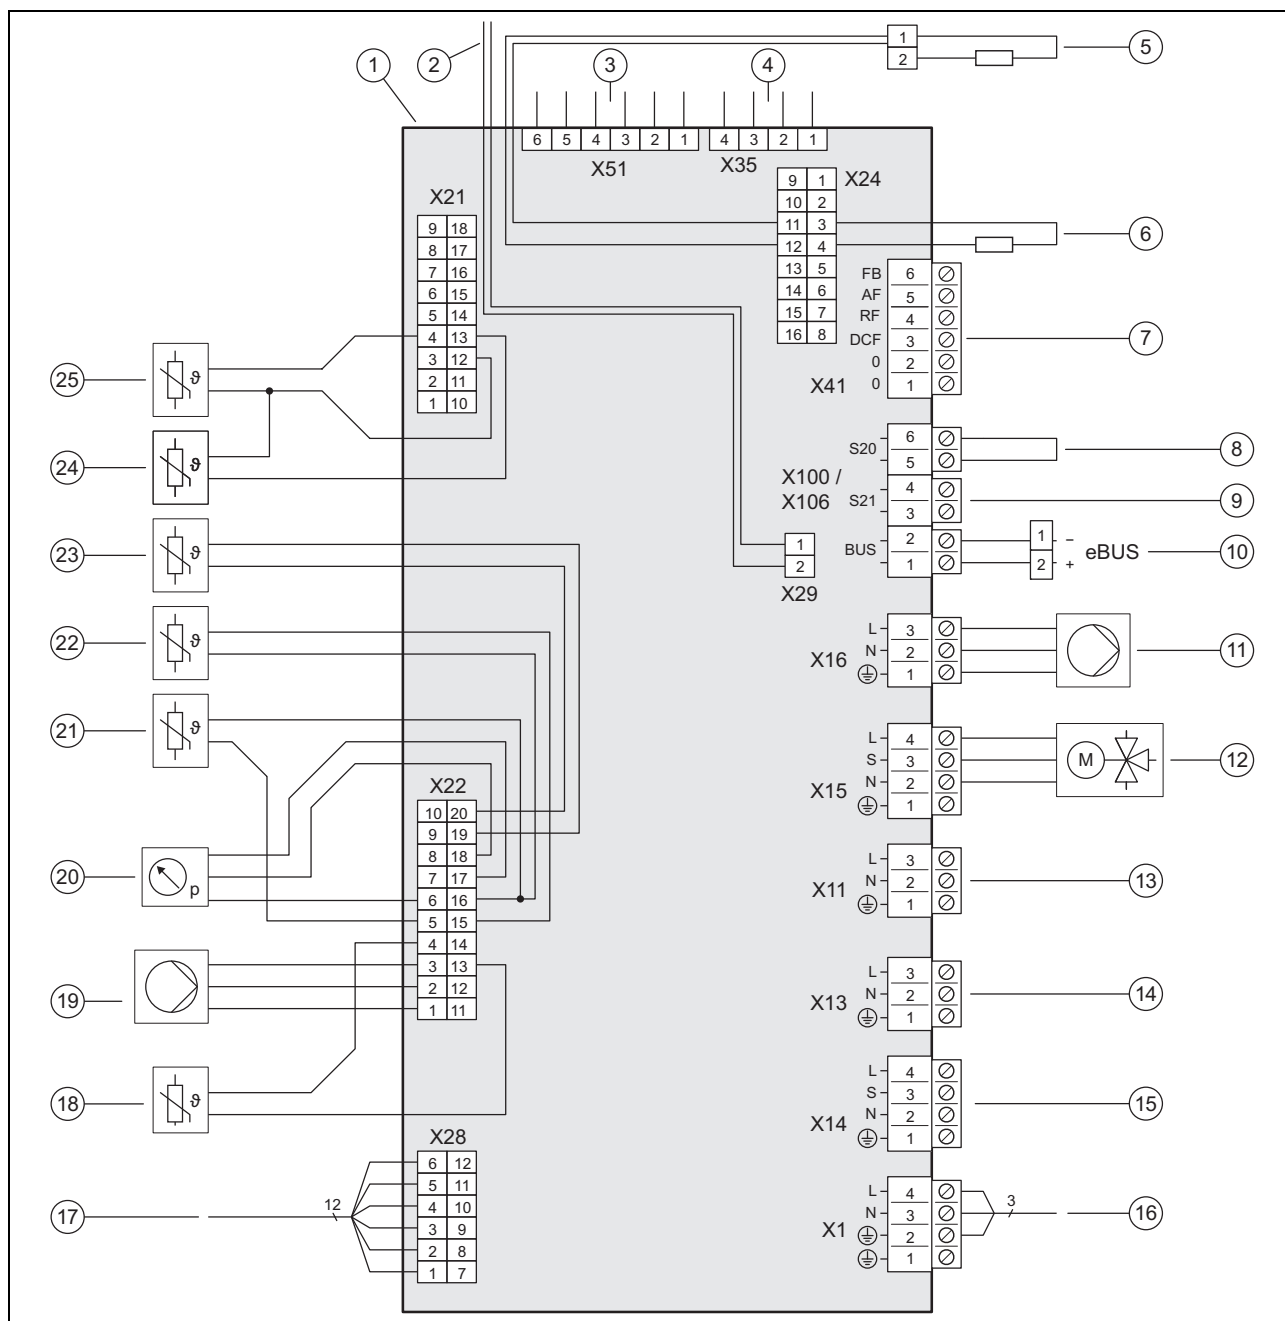 1
2
3
4
1
2
5
6 5 4 3 2 1
4 3 2 1
X51
X35
X24
9 1
10 2
11 3
12 4
13 5
14 6
15 7
16 8
6
X21
9 18
8 17
7 16
6 15
5 14
4 13
3 12
2 11
1 10
FB 6
AF 5
RF 4
DCF 3
0 2
0 1
X41
7
25 ϑ
24 ϑ
S20
6
5
8
X100 /
X106
S21
4
3
9
BUS
2
1
1 –
2 +
eBUS
10
23 ϑ
1
2
X29
22 ϑ
X16
L 3
N 2
1
11
21 ϑ
X15
L 4
S 3
N 2
1
M
12
X22
10 20
9 19
8 18
7 17
6 16
5 15
4 14
3 13
2 12
1 11
20 p
X11
L 3
N 2
1
13
19
X13
L 3
N 2
1
14
18 ϑ
X14
L 4
S 3
N 2
1
15
X28
6 12
5 11
4 10
3 9
2 8
1 7
17
12
X1
L 4
N 3
2
1
3
16